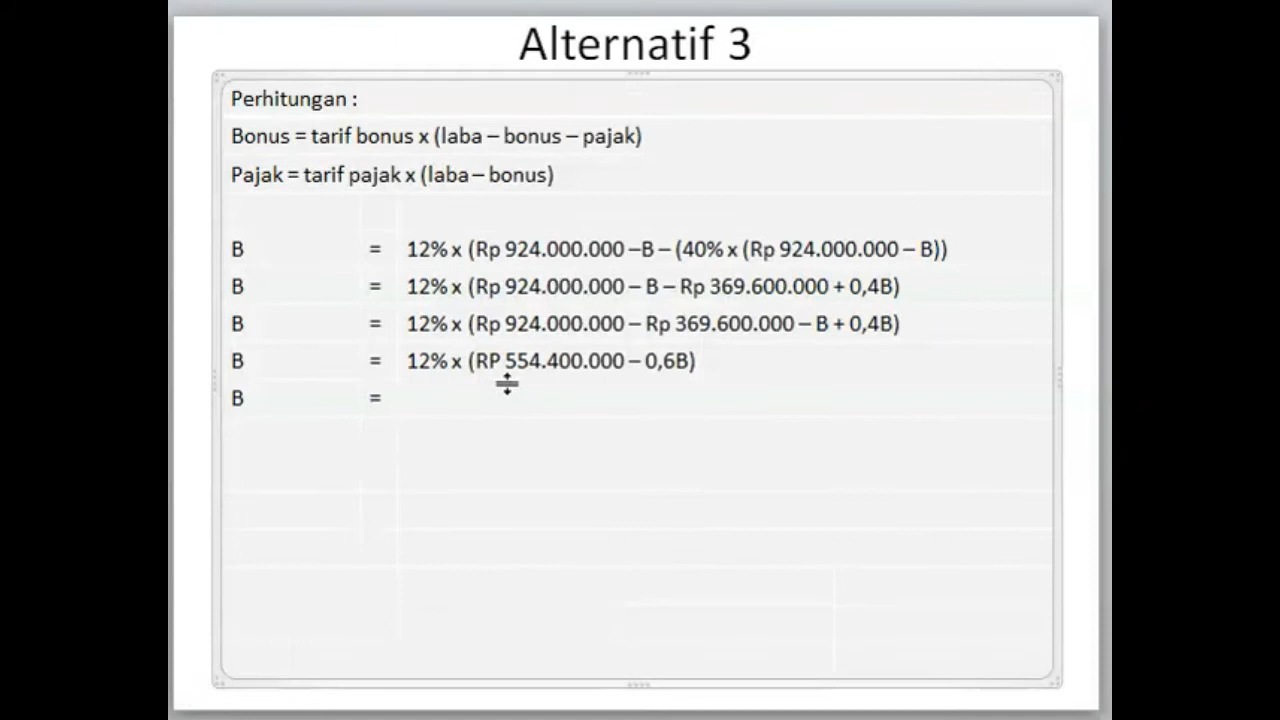 Alternatif 3
Perhitungan :
Bonus = tarif bonus x (laba – bonus – pajak)
Pajak = tarif pajak x (laba – bonus)
B = 12% x (Rp 924.000.000 –B – (40% x (Rp 924.000.000 – B))
B = 12% x (Rp 924.000.000 – B – Rp 369.600.000 + 0,4B)
B = 12% x (Rp 924.000.000 – Rp 369.600.000 – B + 0,4B)
B = 12% x (RP 554.400.000 – 0,6B)
B =